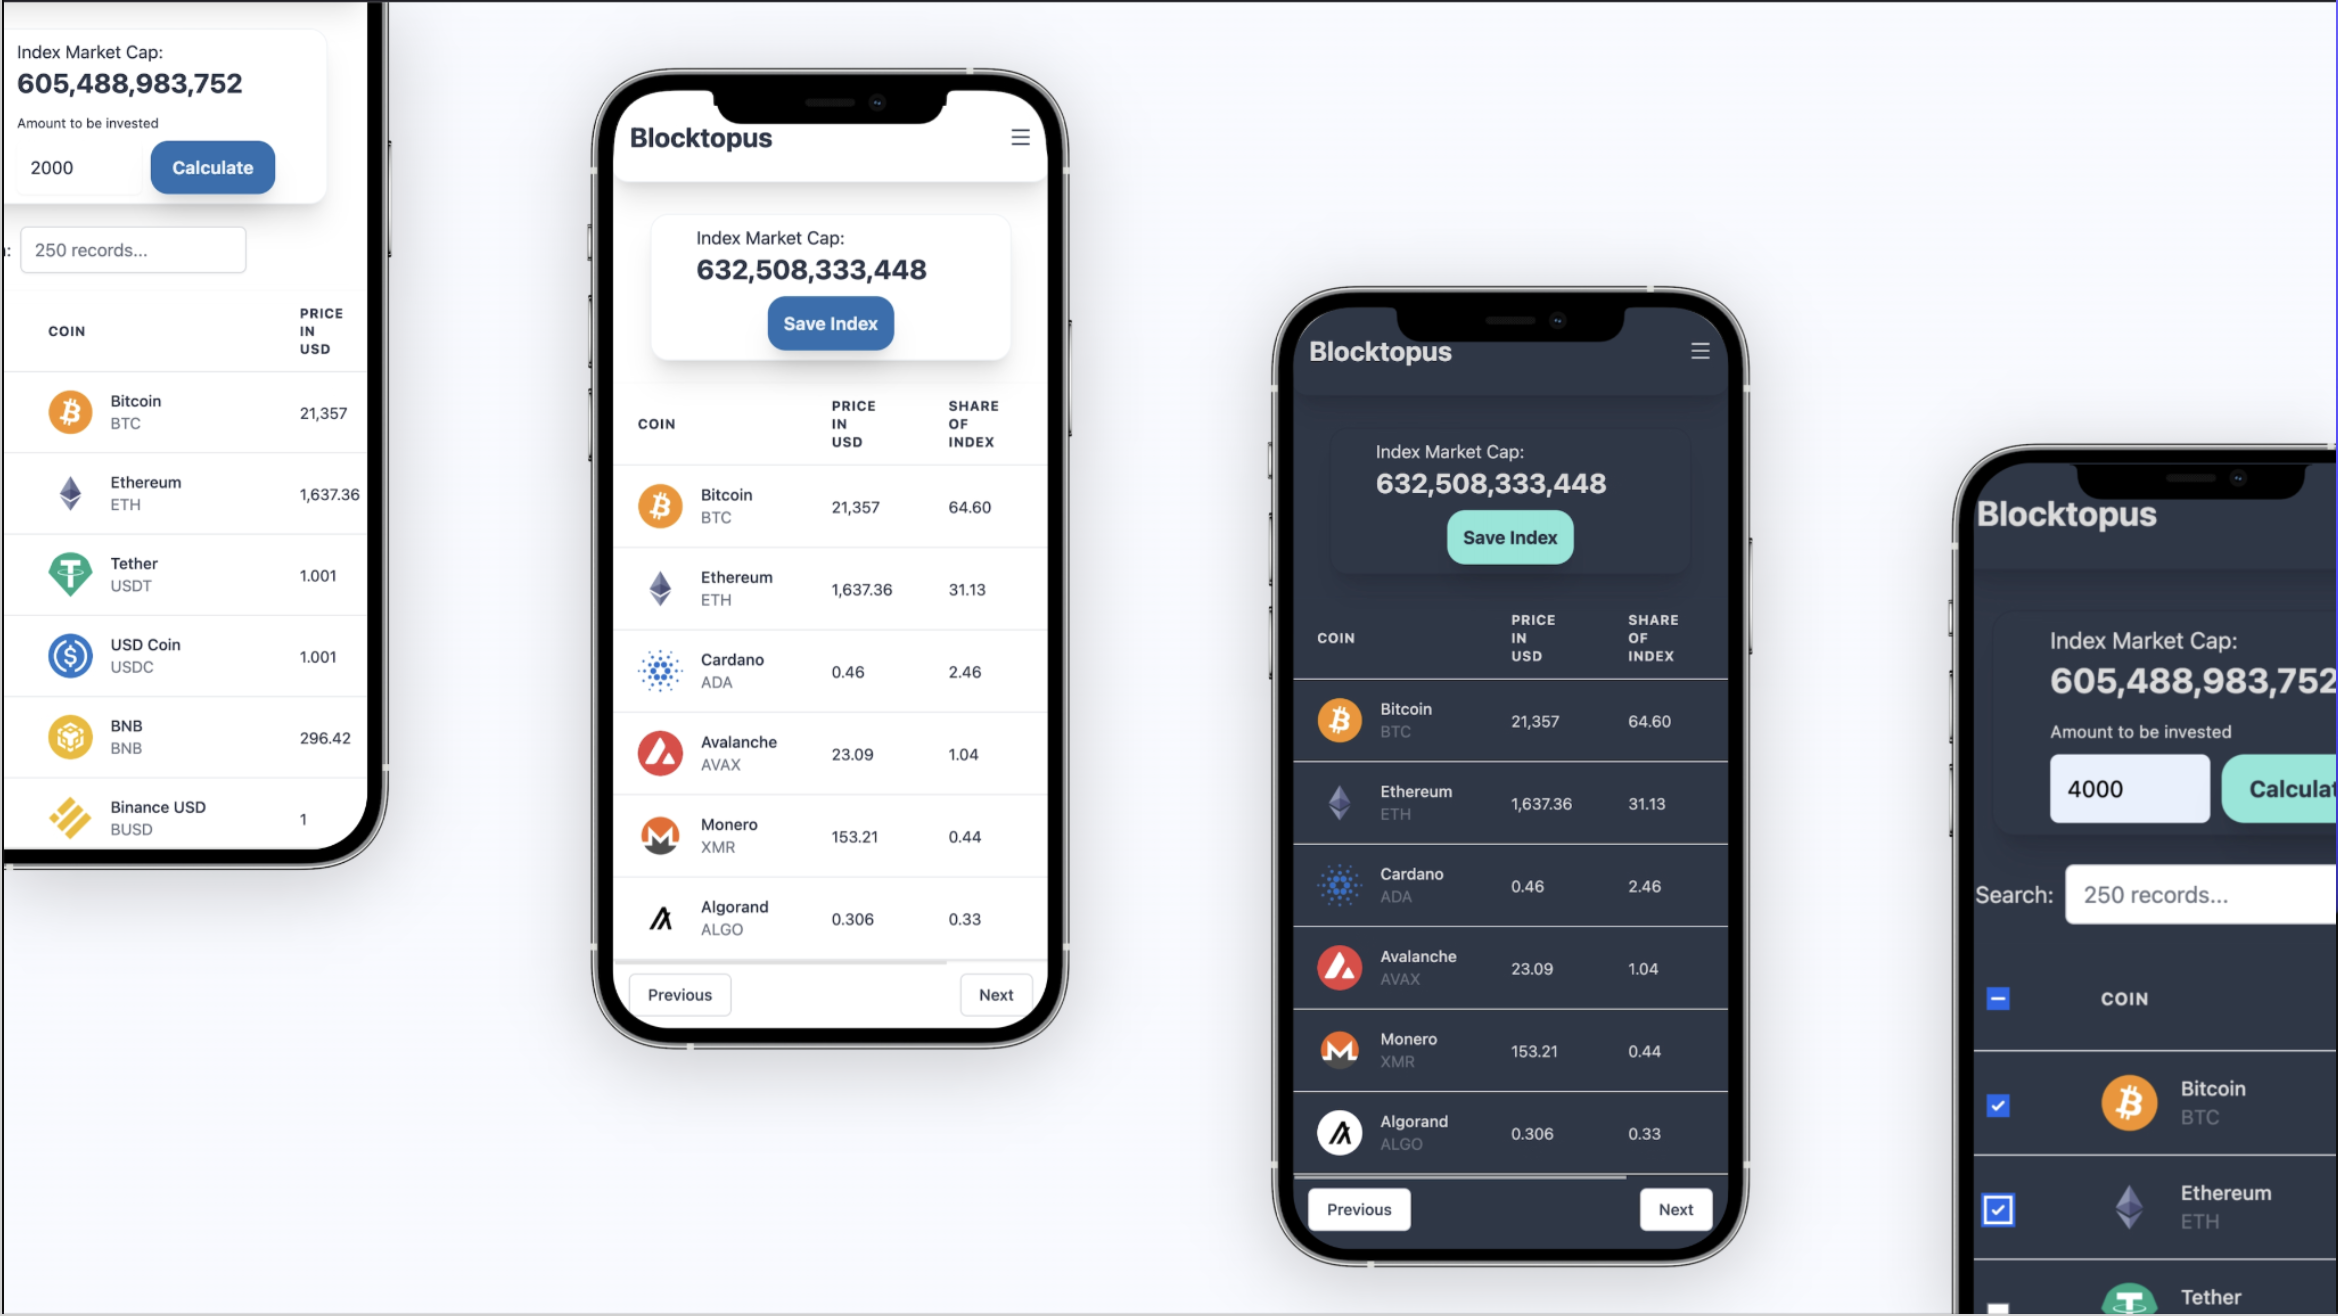 Index Market Cap:
605,488,983,752
Amount to be invested
2000 Calculate
: 250 records...
COIN PRICE IN USD
Bitcoin 21,357
BTC
Ethereum 1,637.36
ETH
Tether 1.001
USDT
USD Coin 1.001
USDC
BNB 296.42
BNB
Binance USD 1
BUSD
Blocktopus
Index Market Cap:
632,508,333,448
Save Index
COIN PRICE IN USD SHARE OF INDEX
Bitcoin 21,357 64.60
BTC
Ethereum 1,637.36 31.13
ETH
Cardano 0.46 2.46
ADA
Avalanche 23.09 1.04
AVAX
Monero 153.21 0.44
XMR
Algorand 0.306 0.33
ALGO
Previous Next
Blocktopus
Index Market Cap:
632,508,333,448
Save Index
COIN PRICE IN USD SHARE OF INDEX
Bitcoin 21,357 64.60
BTC
Ethereum 1,637.36 31.13
ETH
Cardano 0.46 2.46
ADA
Avalanche 23.09 1.04
AVAX
Monero 153.21 0.44
XMR
Algorand 0.306 0.33
ALGO
Previous Next
Blocktopus
Index Market Cap:
605,488,983,752
Amount to be invested
4000 Calculat
Search: 250 records...
COIN
Bitcoin
BTC
Ethereum
ETH
Tether